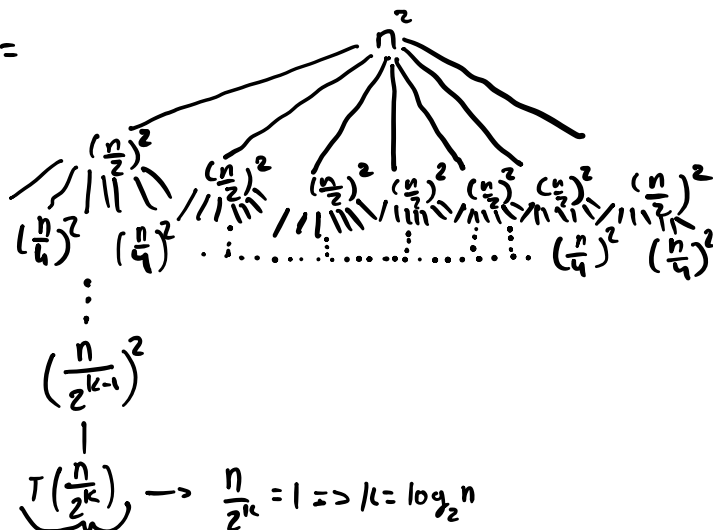 =
n²
(n/2)² (n/2)² (n/2)² (n/2)² (n/2)² (n/2)² (n/2)²
(n/4)² (n/4)² (n/4)² (n/4)²
(n/2^(k-1))²
T(n/2^k) → n/2^k = 1 => k = log₂n